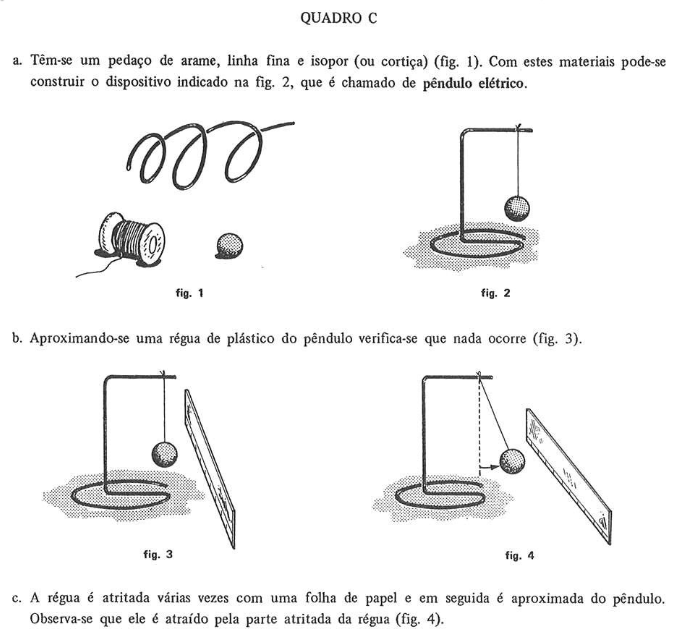 QUADRO C
a. Têm-se um pedaço de arame, linha fina e isopor (ou cortiça) (fig. 1). Com estes materiais pode-se
construir o dispositivo indicado na fig. 2, que é chamado de pêndulo elétrico.
fig. 1
fig. 2
b. Aproximando-se uma régua de plástico do pêndulo verifica-se que nada ocorre (fig. 3).
fig. 3
fig. 4
c. A régua é atritada várias vezes com uma folha de papel e em seguida é aproximada do pêndulo.
Observa-se que ele é atraído pela parte atritada da régua (fig. 4).